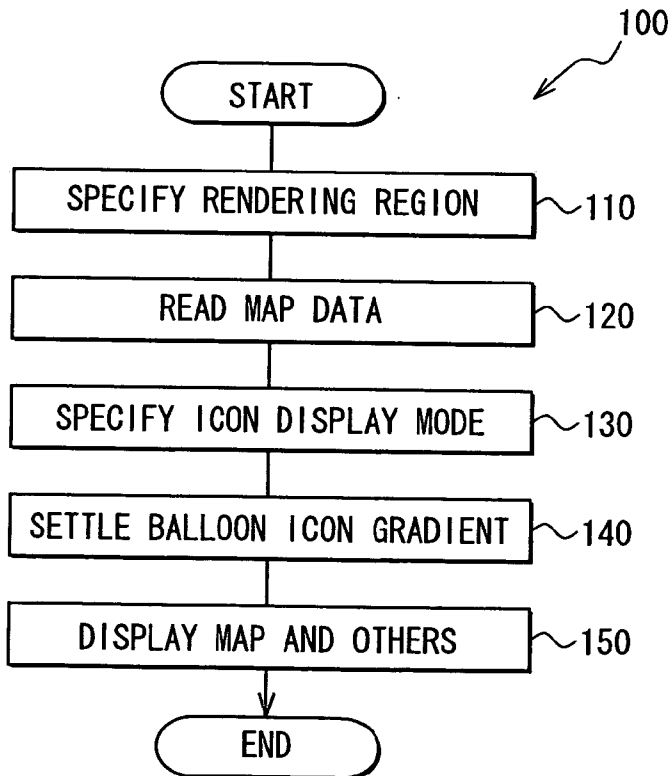 100
START
SPECIFY RENDERING REGION 110
READ MAP DATA 120
SPECIFY ICON DISPLAY MODE 130
SETTLE BALLOON ICON GRADIENT 140
DISPLAY MAP AND OTHERS 150
END